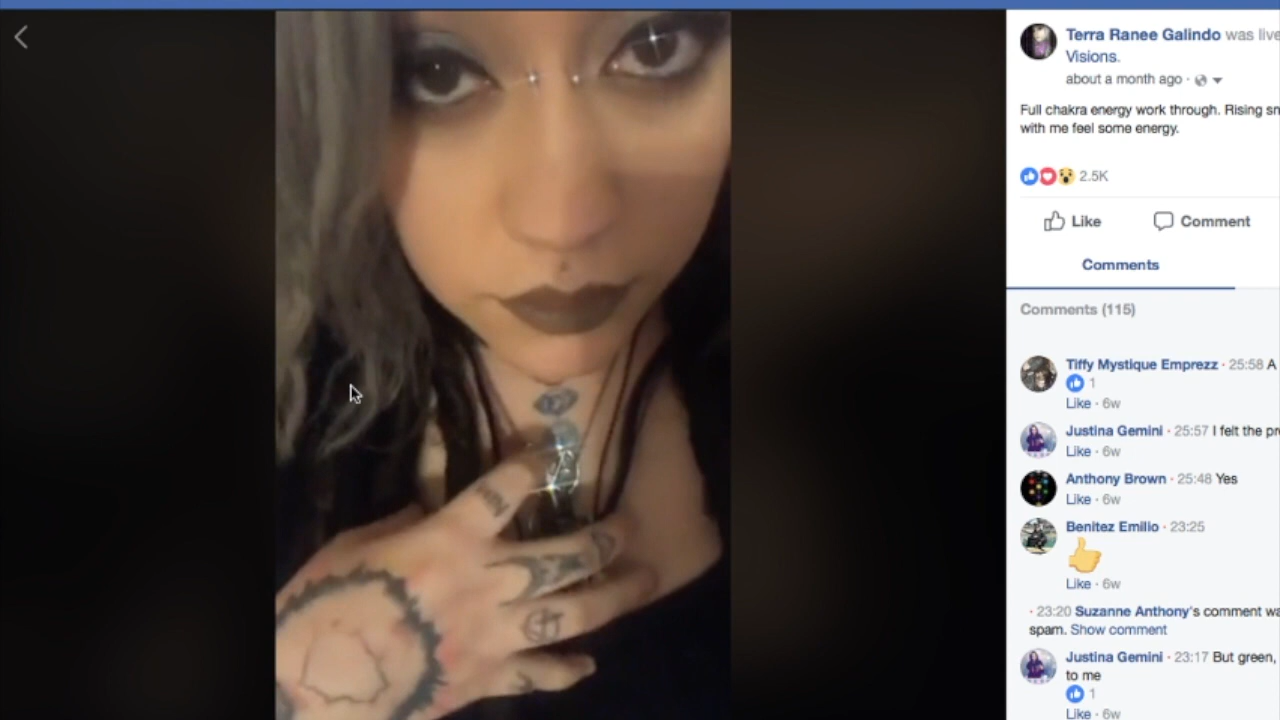 Terra Ranee Galindo was live
Visions.
about a month ago
Full chakra energy work through. Rising
with me feel some energy.
2.5K
Like Comment
Comments
Comments (115)
Tiffy Mystique Emprezz · 25:58 A
1
Like · 6w
Justina Gemini · 25:57 I felt the
Like · 6w
Anthony Brown · 25:48 Yes
Like · 6w
Benitez Emilio · 23:25
Like · 6w
· 23:20 Suzanne Anthony's comment
spam. Show comment
Justina Gemini · 23:17 But green,
to me
1
Like · 6w